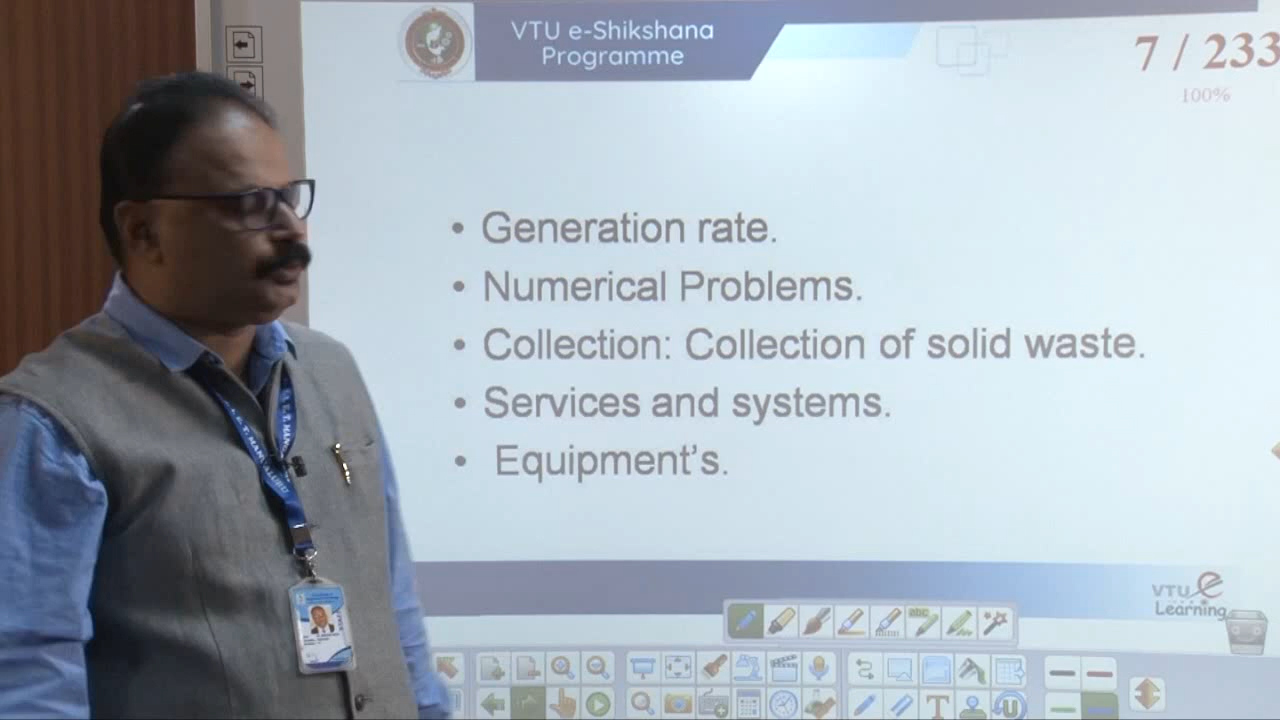 VTU e-Shikshana
Programme
7 / 233
100%
• Generation rate.
• Numerical Problems.
• Collection: Collection of solid waste.
• Services and systems.
• Equipment's.
VTU e
Learning
abc
T
U